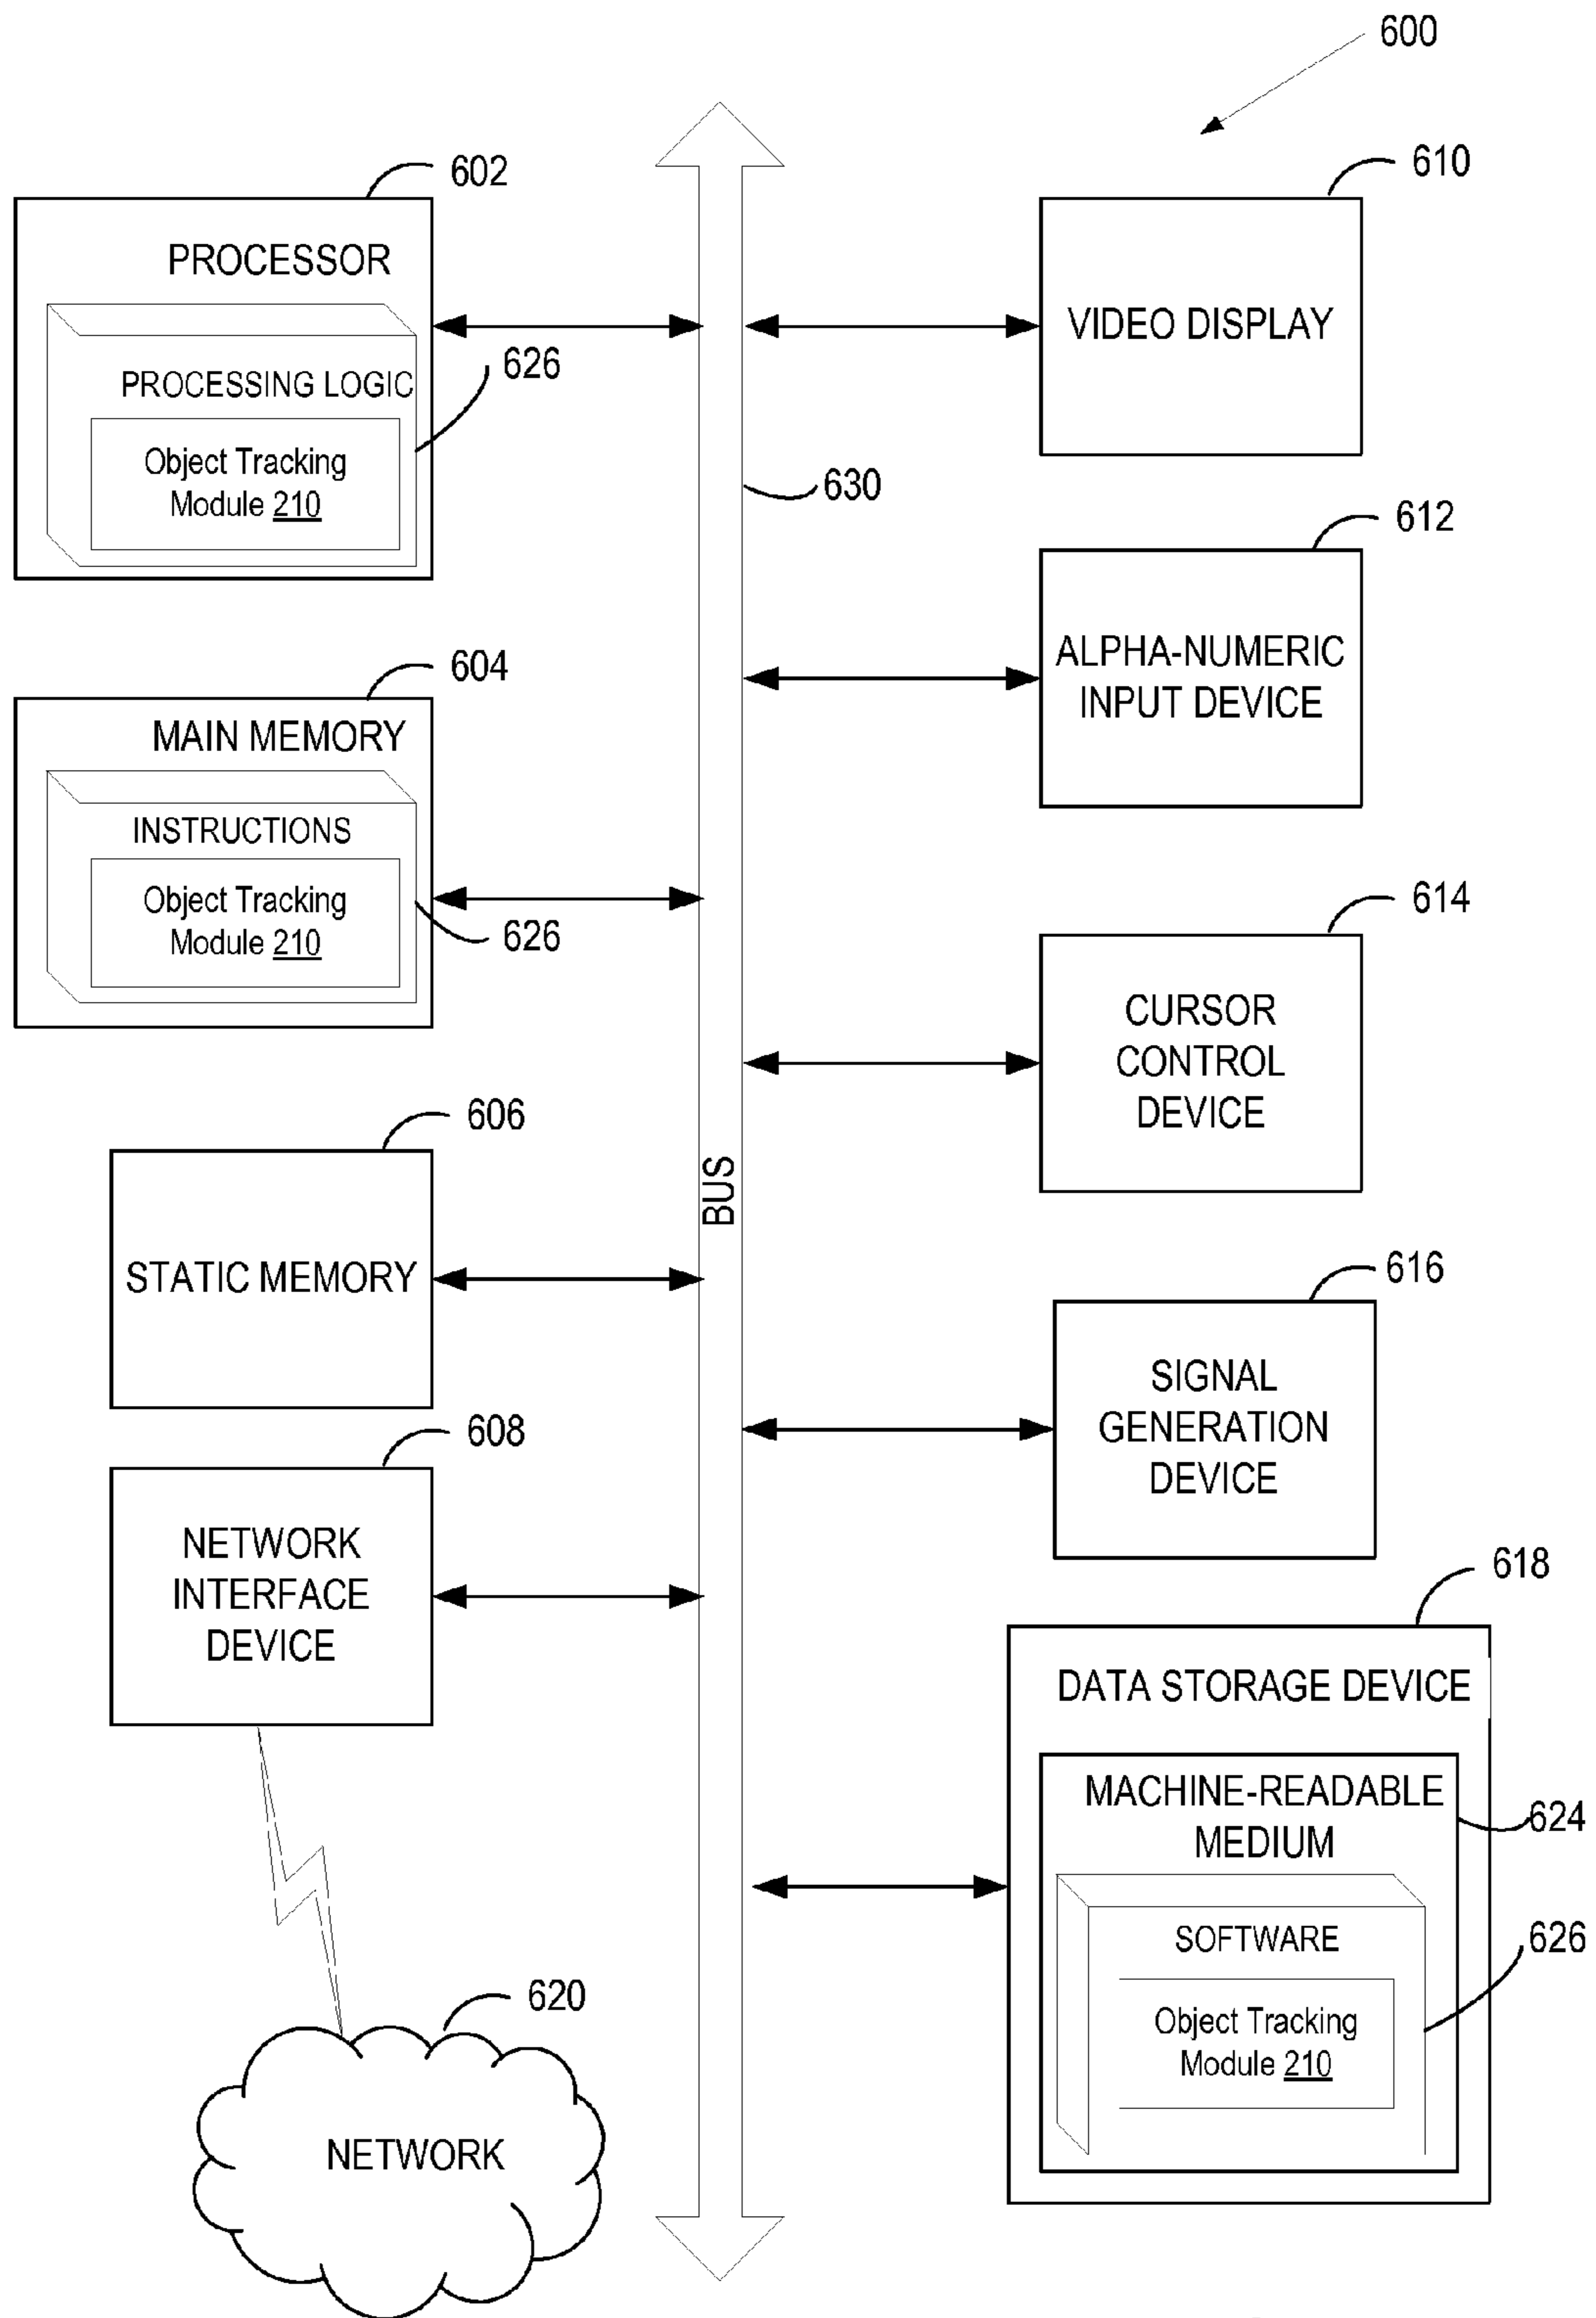 600
602
PROCESSOR
PROCESSING LOGIC
626
Object Tracking
Module 210
604
MAIN MEMORY
INSTRUCTIONS
Object Tracking
Module 210
626
606
STATIC MEMORY
608
NETWORK
INTERFACE
DEVICE
620
NETWORK
630
BUS
610
VIDEO DISPLAY
612
ALPHA-NUMERIC
INPUT DEVICE
614
CURSOR
CONTROL
DEVICE
616
SIGNAL
GENERATION
DEVICE
618
DATA STORAGE DEVICE
MACHINE-READABLE
MEDIUM
624
SOFTWARE
626
Object Tracking
Module 210